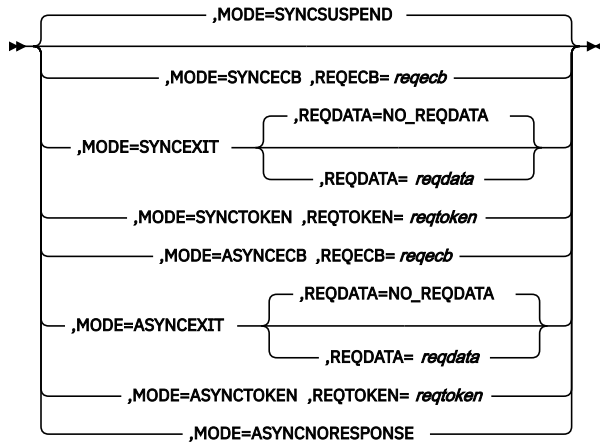 ,MODE=SYNCSUSPEND
,MODE=SYNCECB ,REQECB= reqecb
,REQDATA=NO_REQDATA
,MODE=SYNCEXIT
,REQDATA= reqdata
,MODE=SYNCTOKEN ,REQTOKEN= reqtoken
,MODE=ASYNCECB ,REQECB= reqecb
,REQDATA=NO_REQDATA
,MODE=ASYNCEXIT
,REQDATA= reqdata
,MODE=ASYNCTOKEN ,REQTOKEN= reqtoken
,MODE=ASYNCNORESPONSE